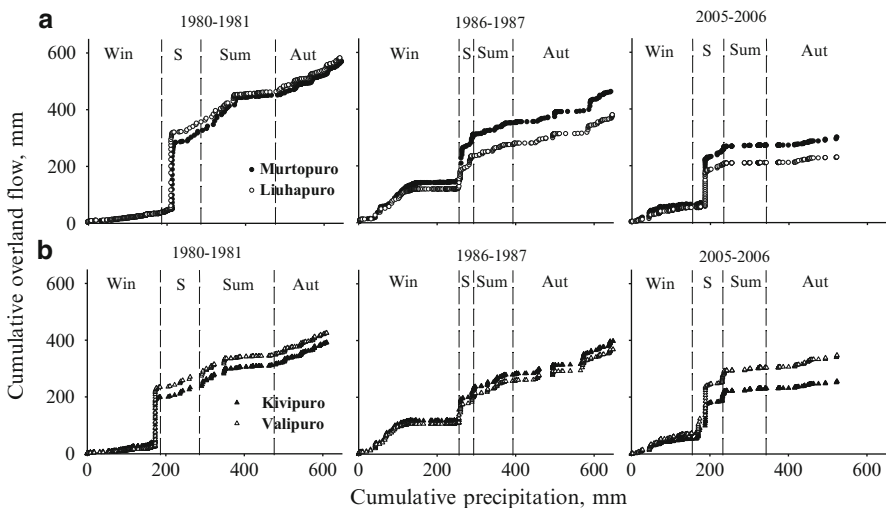 a
1980-1981
1986-1987
2005-2006
Win S Sum Aut
Win S Sum Aut
Win S Sum Aut
600
400
200
0
Murtopuro
Liuhapuro
b
1980-1981
1986-1987
2005-2006
Win S Sum Aut
Win S Sum Aut
Win S Sum Aut
600
400
200
0
Kivipuro
Valipuro
0 200 400 600
0 200 400 600
0 200 400 600
Cumulative overland flow, mm
Cumulative precipitation, mm